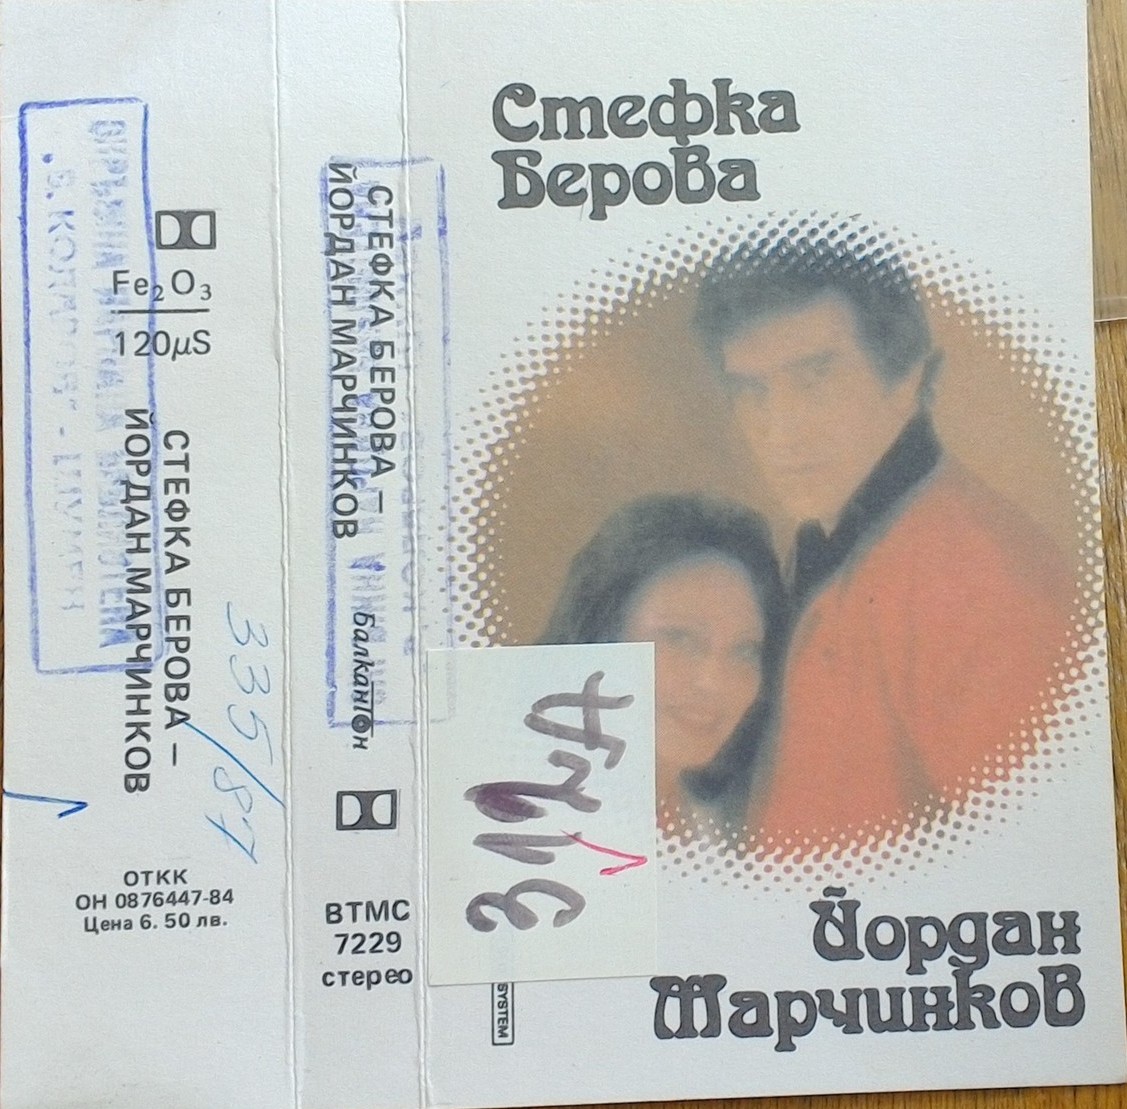 Стефка
Берова
Йордан
Марчинков
SYSTEM
312А
СТЕФКА БЕРОВА –
ЙОРДАН МАРЧИНКОВ
Балкантон
ВТМС
7229
стерео
Fe₂O₃
120μS
СТЕФКА БЕРОВА –
ЙОРДАН МАРЧИНКОВ
335/87
ОТКК
ОН 0876447-84
Цена 6. 50 лв.